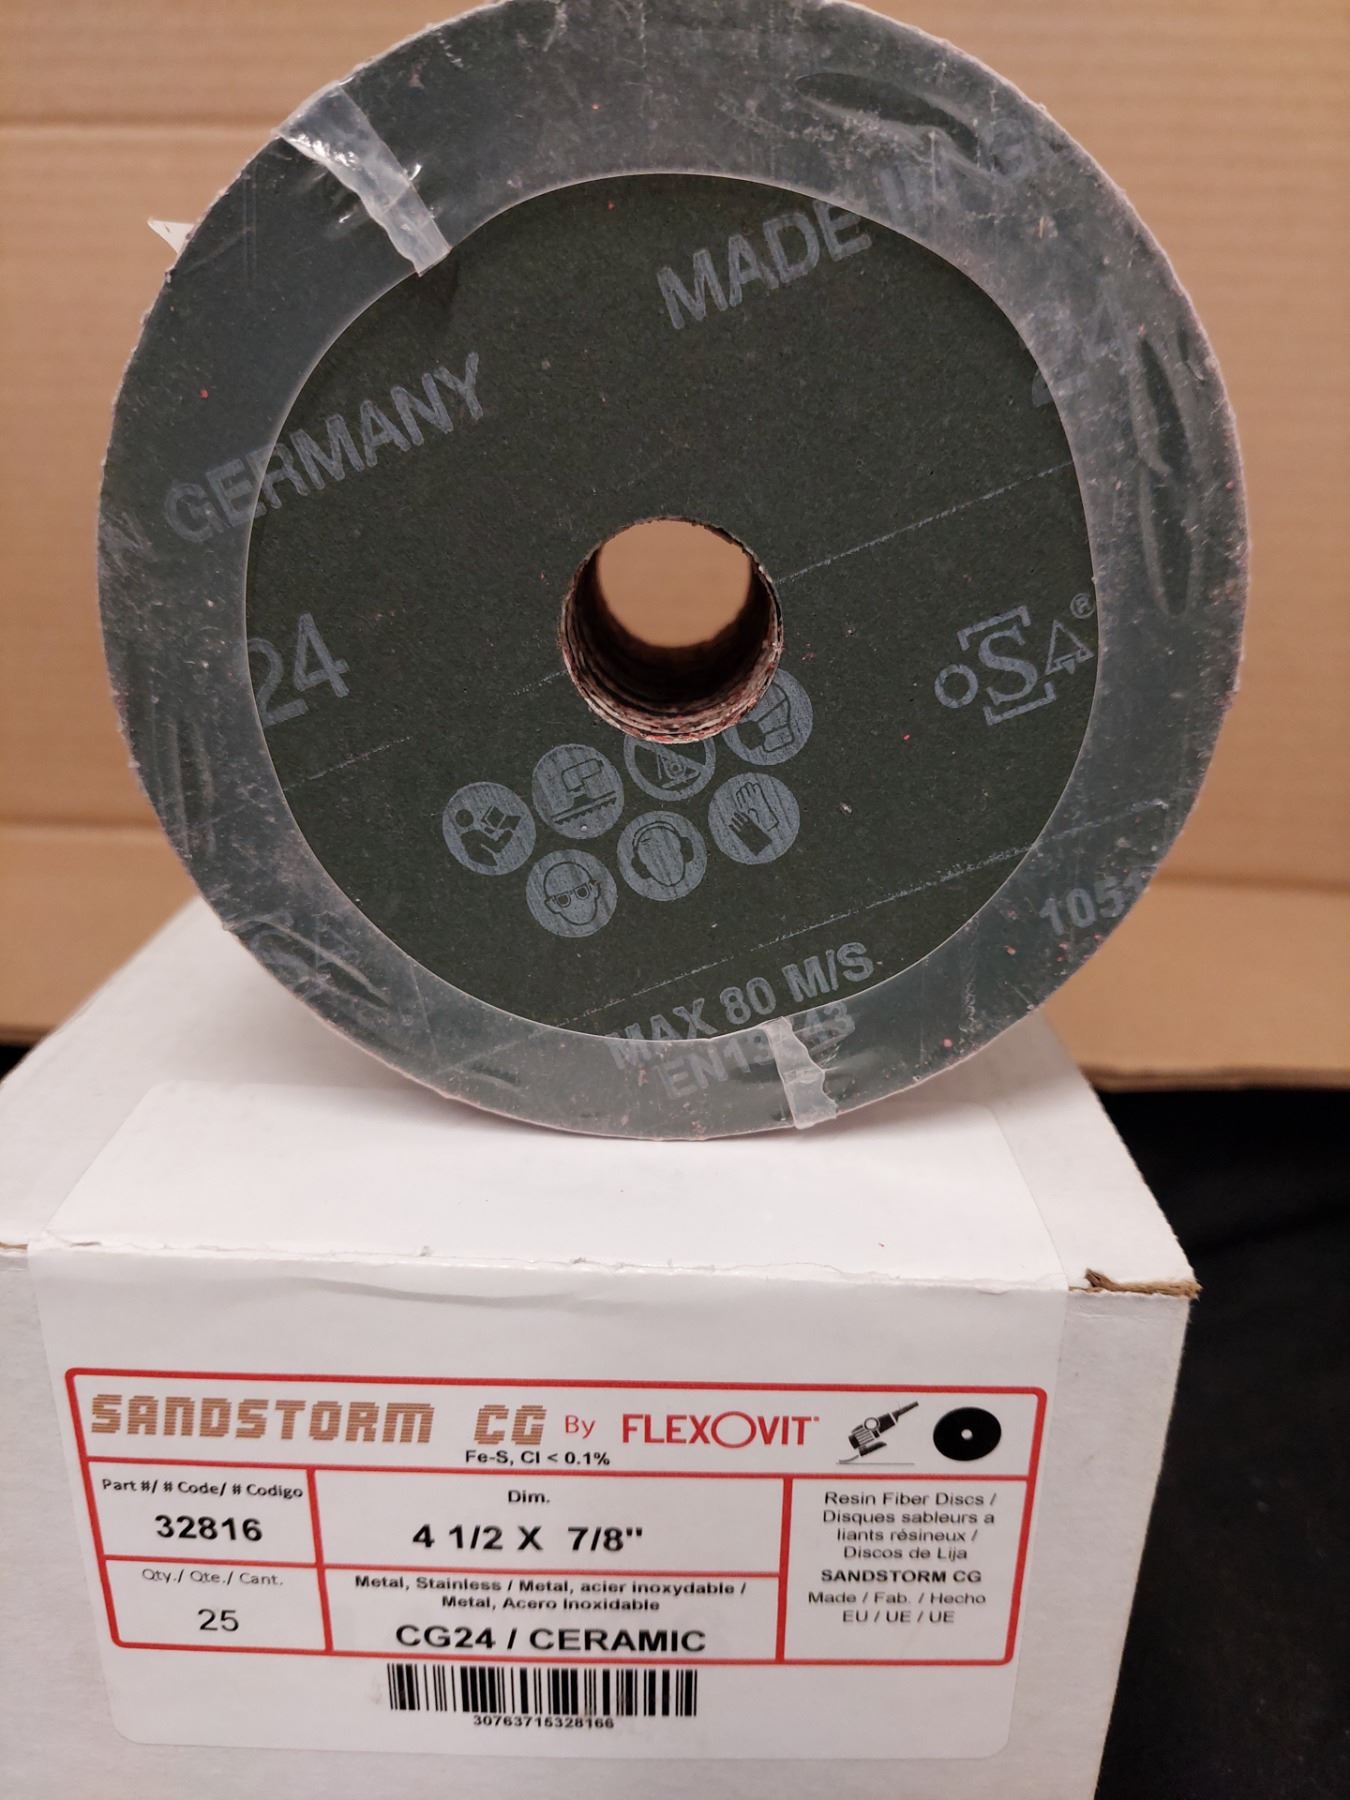 MADE IN
GERMANY
24
24
oSA®
1051
MAX 80 M/S
SANDSTORM CG By FLEXOVIT
Fe-S, Cl < 0.1%
Part #/ # Code/ # Codigo
32816
Qty./ Qte./ Cant.
25
Dim.
4 1/2 X 7/8"
Metal, Stainless / Metal, acier inoxydable /
Metal, Acero Inoxidable
CG24 / CERAMIC
Resin Fiber Discs /
Disques sableurs a
liants résineux /
Discos de Lija
SANDSTORM CG
Made / Fab. / Hecho
EU / UE / UE
30763715328166